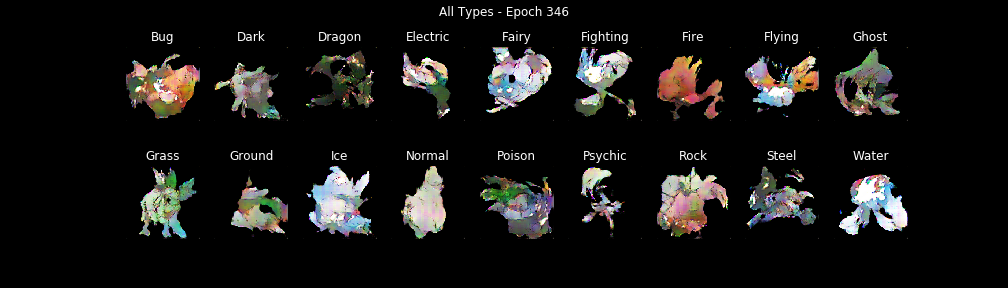 All Types - Epoch 346
Bug Dark Dragon Electric Fairy Fighting Fire Flying Ghost
Grass Ground Ice Normal Poison Psychic Rock Steel Water